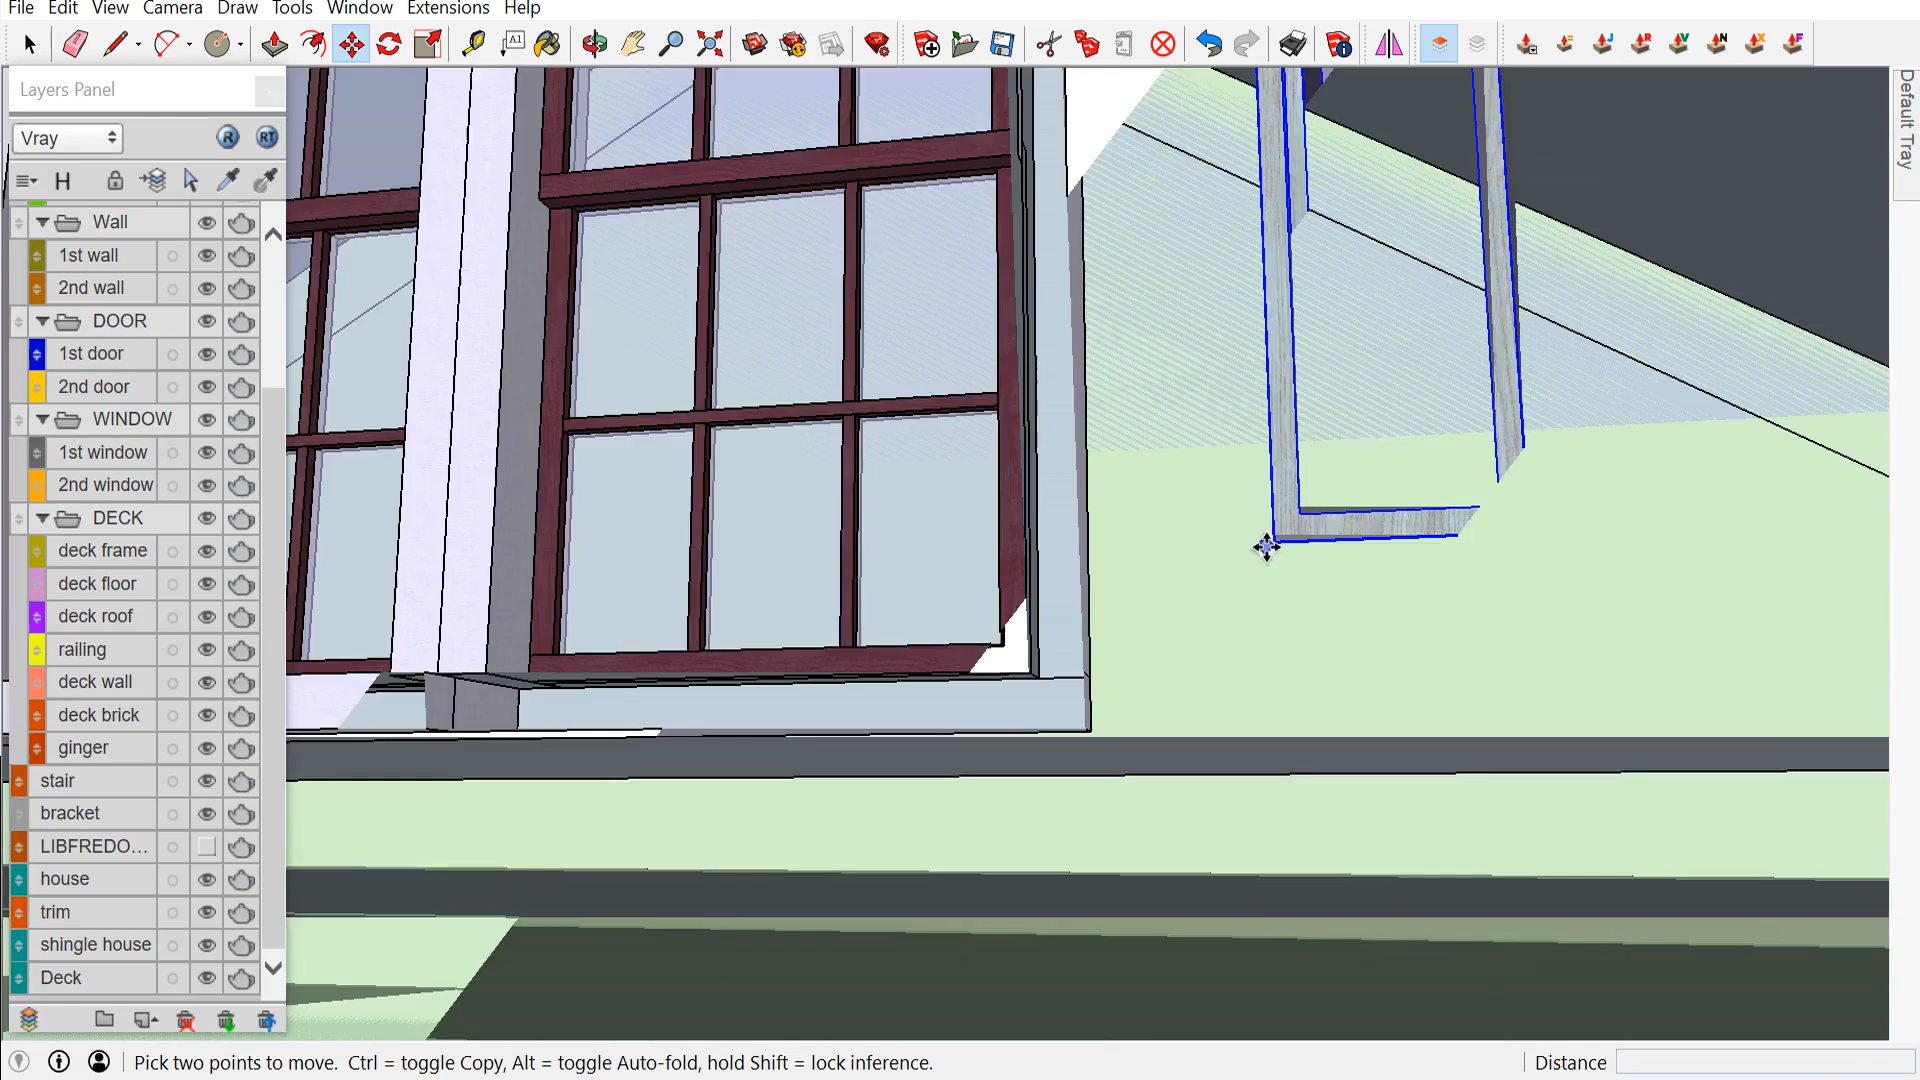 File Edit View Camera Draw Tools Window Extensions Help
A1
J
R
V
N
X
F
Layers Panel
Default Tray
Vray
R
RT
H
Wall
1st wall
2nd wall
DOOR
1st door
2nd door
WINDOW
1st window
2nd window
DECK
deck frame
deck floor
deck roof
railing
deck wall
deck brick
ginger
stair
bracket
LIBFREDO...
house
trim
shingle house
Deck
Pick two points to move. Ctrl = toggle Copy, Alt = toggle Auto-fold, hold Shift = lock inference.
Distance